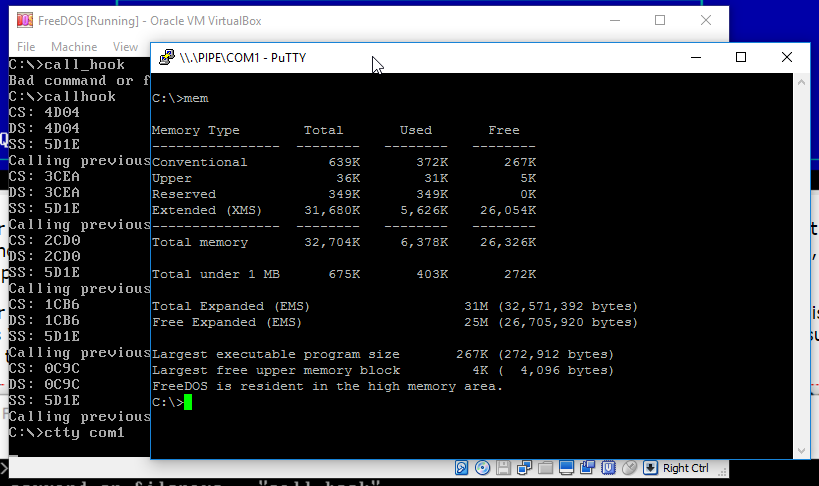 FreeDOS [Running] - Oracle VM VirtualBox
File Machine View
C:\>call_hook
Bad command or f
C:\>callhook
CS: 4D04
DS: 4D04
SS: 5D1E
Calling previous
CS: 3CEA
DS: 3CEA
SS: 5D1E
Calling previous
CS: 2CD0
DS: 2CD0
SS: 5D1E
Calling previous
CS: 1CB6
DS: 1CB6
SS: 5D1E
Calling previous
CS: 0C9C
DS: 0C9C
SS: 5D1E
Calling previous
C:\>ctty com1
\\.\PIPE\COM1 - PuTTY
C:\>mem
Memory Type Total Used Free
---------------- -------- -------- --------
Conventional 639K 372K 267K
Upper 36K 31K 5K
Reserved 349K 349K 0K
Extended (XMS) 31,680K 5,626K 26,054K
---------------- -------- -------- --------
Total memory 32,704K 6,378K 26,326K
Total under 1 MB 675K 403K 272K
Total Expanded (EMS) 31M (32,571,392 bytes)
Free Expanded (EMS) 25M (26,705,920 bytes)
Largest executable program size 267K (272,912 bytes)
Largest free upper memory block 4K ( 4,096 bytes)
FreeDOS is resident in the high memory area.
C:\>
Right Ctrl